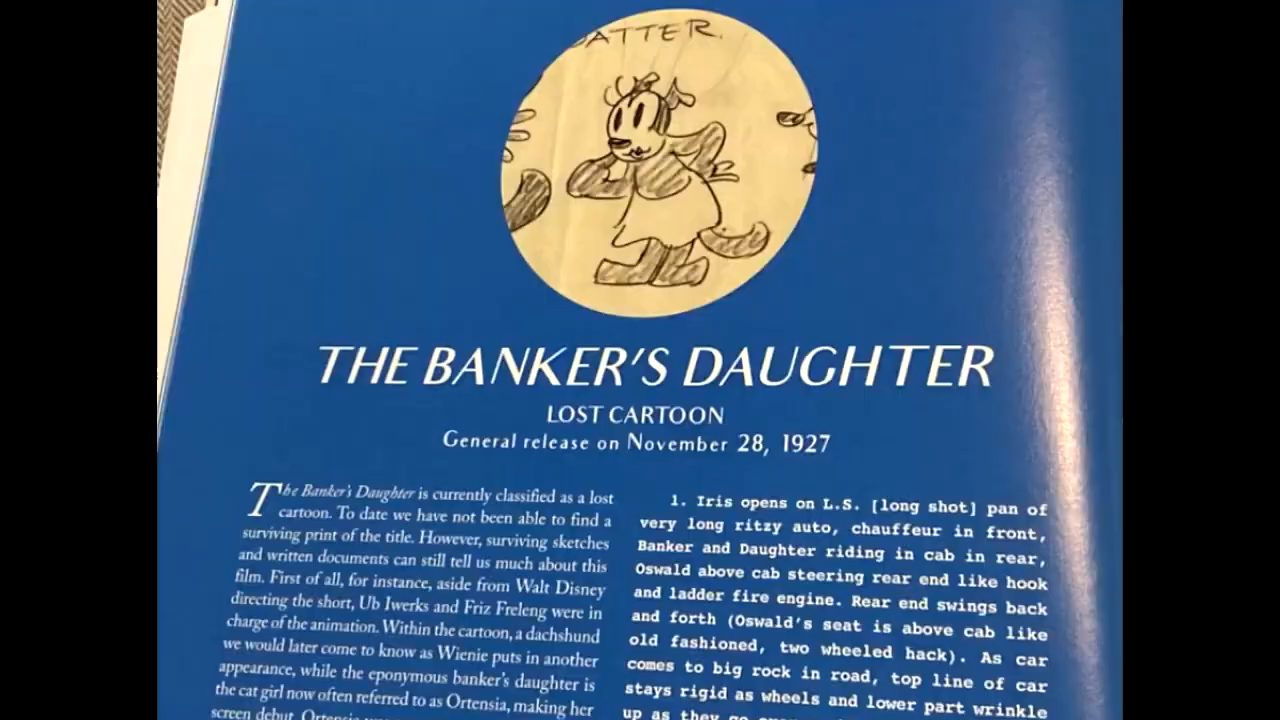 ATTER.
THE BANKER'S DAUGHTER
LOST CARTOON
General release on November 28, 1927
The Banker's Daughter is currently classified as a lost
cartoon. To date we have not been able to find a
surviving print of the title. However, surviving sketches
and written documents can still tell us much about this
film. First of all, for instance, aside from Walt Disney
directing the short, Ub Iwerks and Friz Freleng were in
charge of the animation. Within the cartoon, a dachshund
we would later come to know as Wienie puts in another
appearance, while the eponymous banker's daughter is
the cat girl now often referred to as Ortensia, making her
screen debut. Ortensia
1. Iris opens on L.S. [long shot] pan of
very long ritzy auto, chauffeur in front,
Banker and Daughter riding in cab in rear,
Oswald above cab steering rear end like hook
and ladder fire engine. Rear end swings back
and forth (Oswald's seat is above cab like
old fashioned, two wheeled hack). As car
comes to big rock in road, top line of car
stays rigid as wheels and lower part wrinkle
up as they go